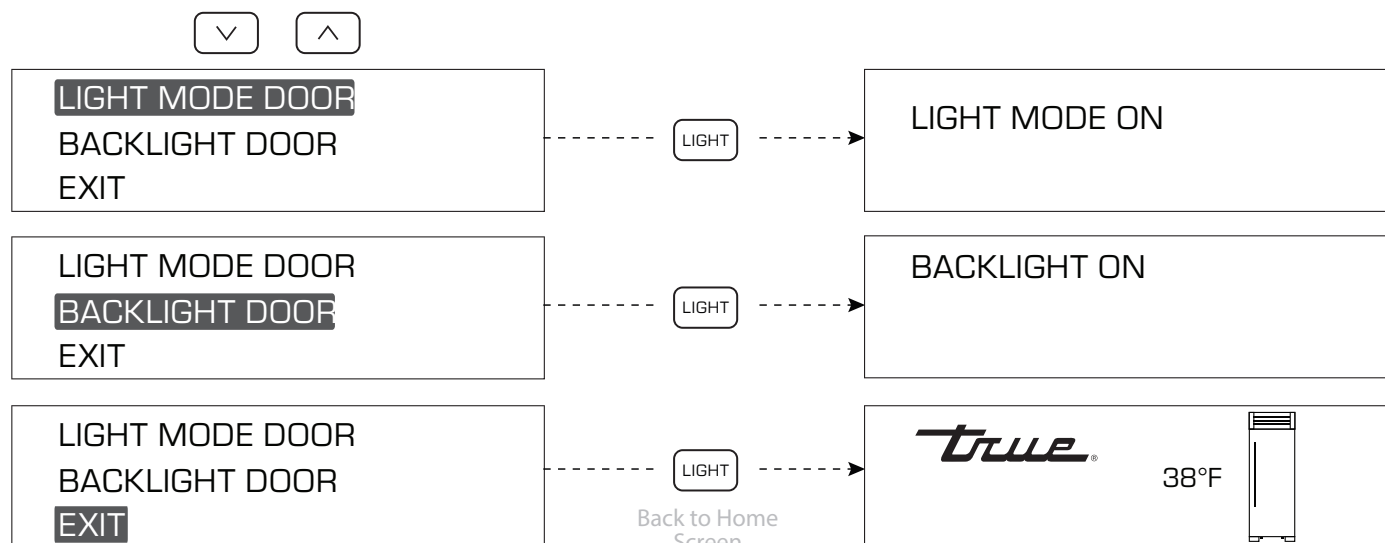 LIGHT MODE DOOR
BACKLIGHT DOOR
EXIT
LIGHT
LIGHT MODE ON
LIGHT MODE DOOR
BACKLIGHT DOOR
EXIT
LIGHT
BACKLIGHT ON
LIGHT MODE DOOR
BACKLIGHT DOOR
EXIT
LIGHT
Back to Home
Screen
true®
38°F